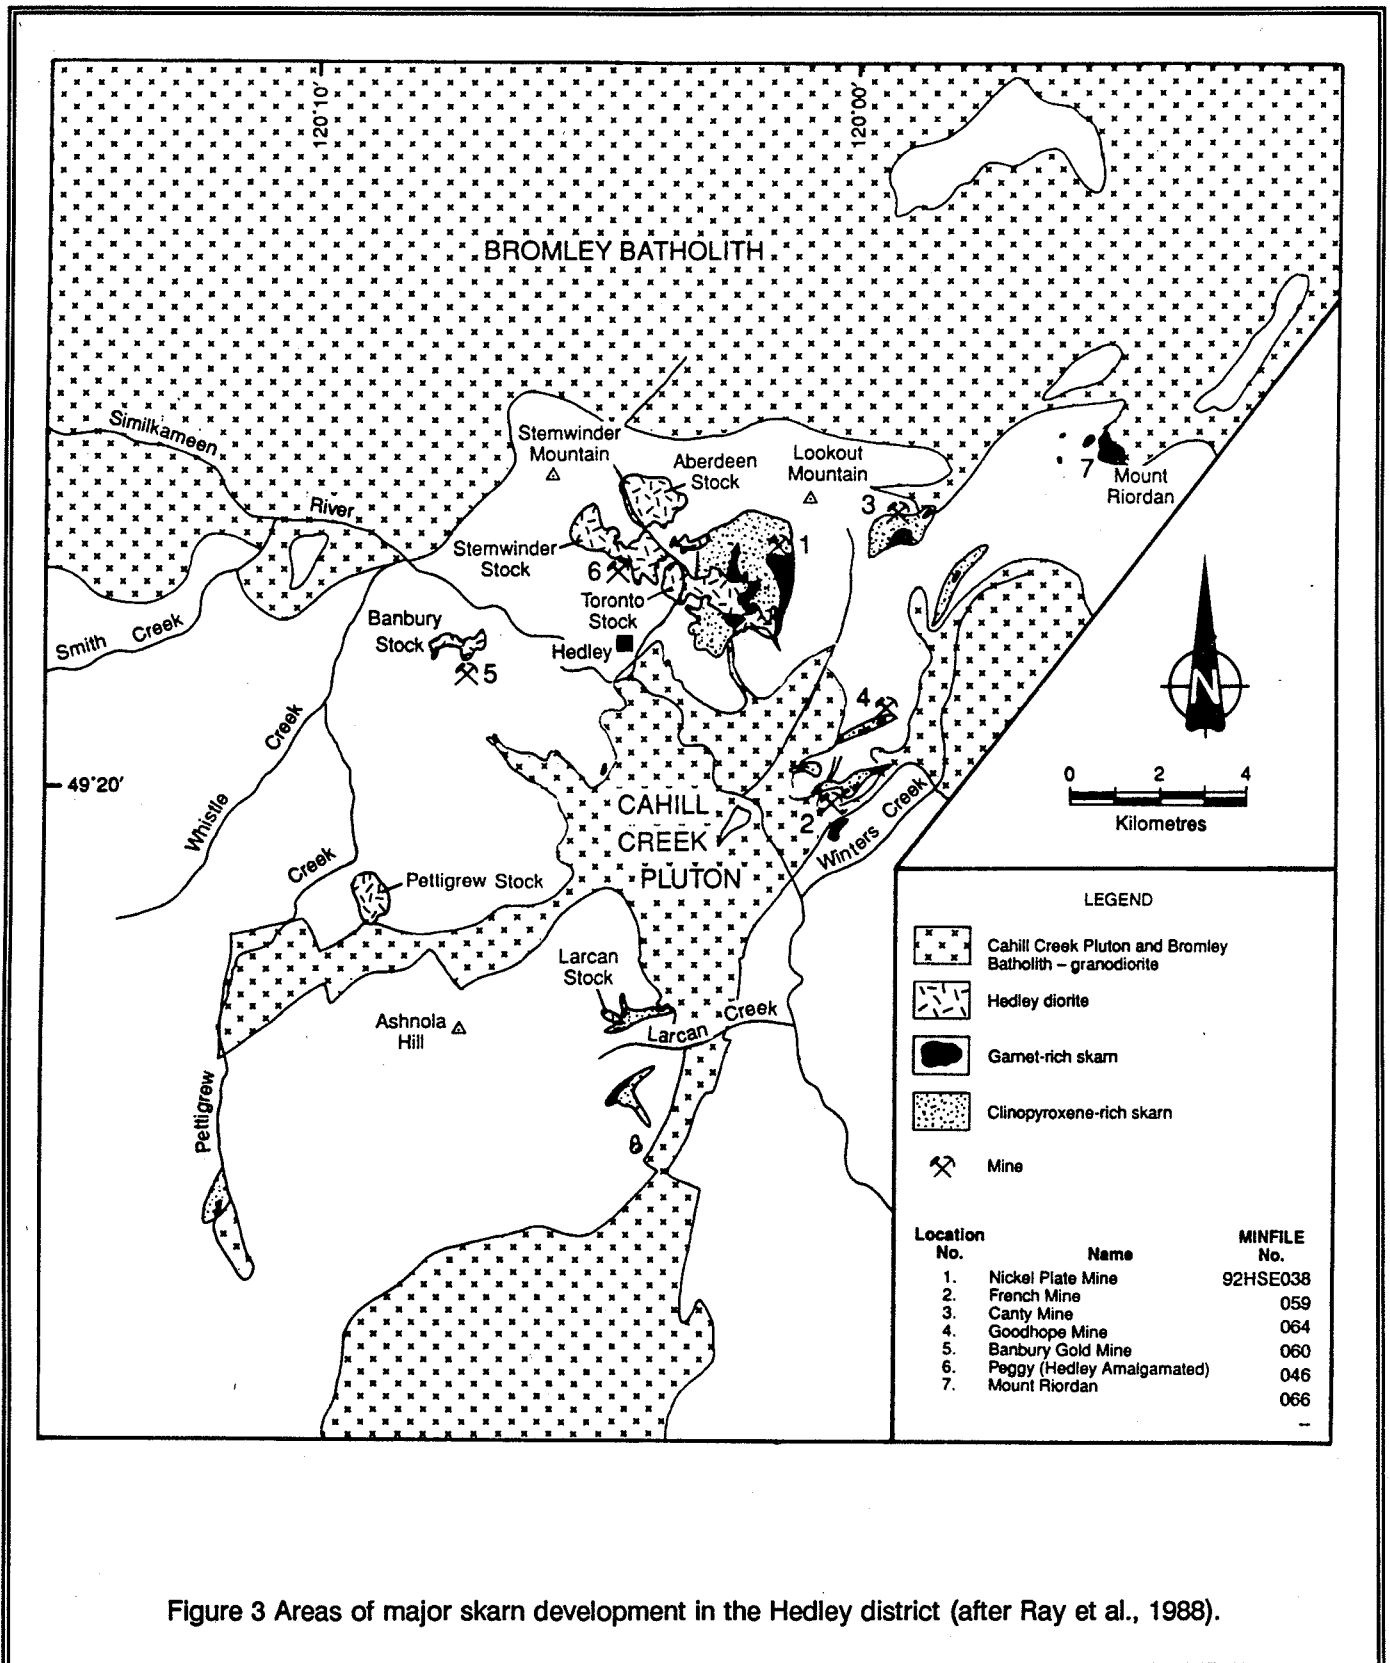 120°10'
120°00'
BROMLEY BATHOLITH
Similkameen
River
Stemwinder
Mountain
Aberdeen
Stock
Lookout
Mountain
7
Mount
Riordan
3
Stemwinder
Stock
1
6
Toronto
Stock
Smith Creek
Banbury
Stock
5
Hedley
4
N
Whistle Creek
49°20'
CAHILL
CREEK
PLUTON
2
Winters Creek
0 2 4
Kilometres
Creek
Pettigrew Stock
Larcan
Stock
Ashnola
Hill
Larcan Creek
Pettigrew
8
LEGEND
Cahill Creek Pluton and Bromley
Batholith – granodiorite
Hedley diorite
Garnet-rich skarn
Clinopyroxene-rich skarn
Mine
Location No. Name MINFILE No.
1. Nickel Plate Mine 92HSE038
2. French Mine 059
3. Canty Mine 064
4. Goodhope Mine 060
5. Banbury Gold Mine 046
6. Peggy (Hedley Amalgamated) 066
7. Mount Riordan –
Figure 3 Areas of major skarn development in the Hedley district (after Ray et al., 1988).